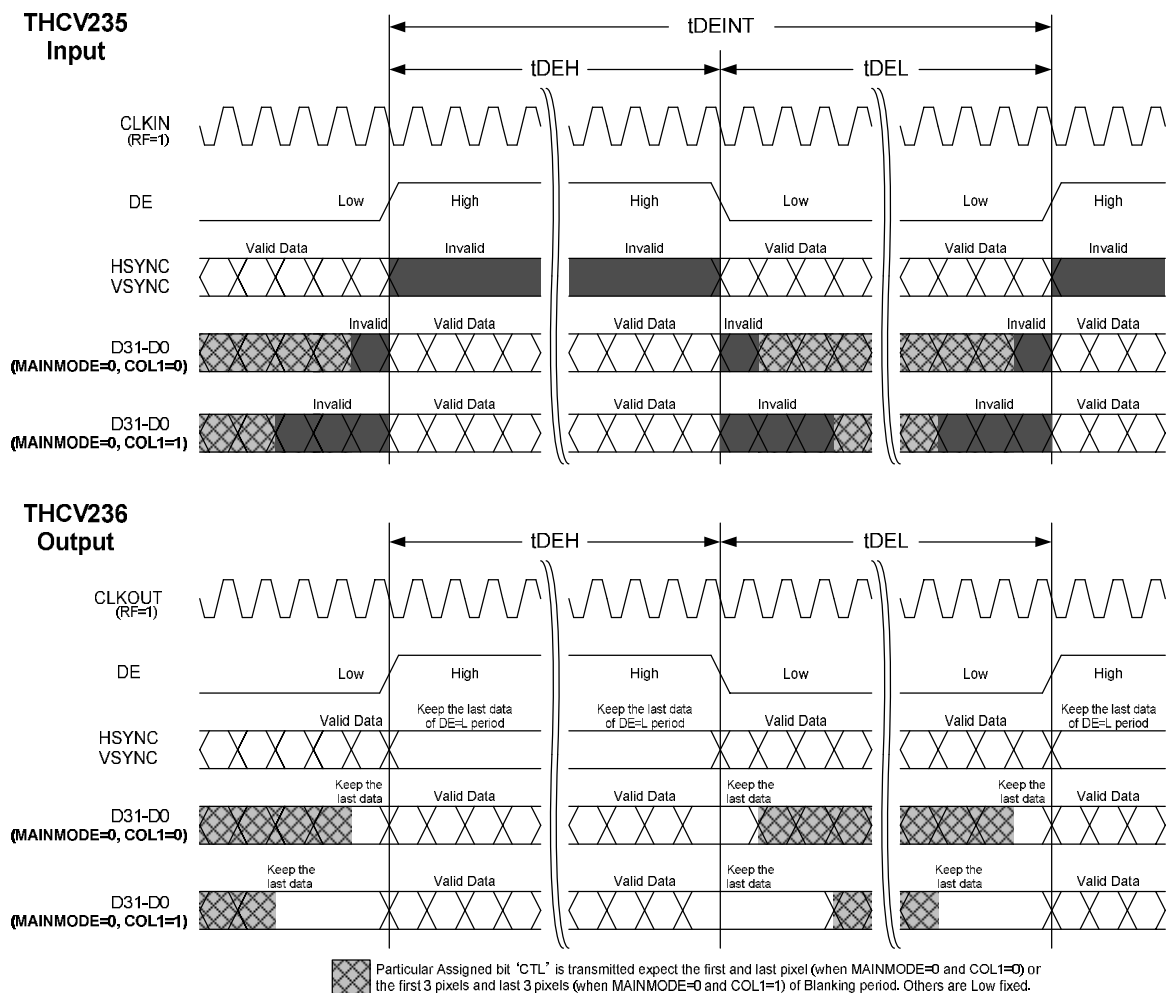 THCV235
Input
tDEINT
tDEH
tDEL
CLKIN
(RF=1)
DE
Low
High
Low
Low
High
HSYNC
VSYNC
Valid Data
Invalid
Invalid
Valid Data
Valid Data
Invalid
D31-D0
(MAINMODE=0, COL1=0)
Invalid
Valid Data
Valid Data
Invalid
Invalid
Valid Data
D31-D0
(MAINMODE=0, COL1=1)
Invalid
Valid Data
Valid Data
Invalid
Invalid
Valid Data
THCV236
Output
tDEH
tDEL
CLKOUT
(RF=1)
DE
Low
High
High
Low
Low
High
HSYNC
VSYNC
Valid Data
Keep the last data
of DE=L period
Keep the last data
of DE=L period
Valid Data
Valid Data
Keep the last data
of DE=L period
D31-D0
(MAINMODE=0, COL1=0)
Keep the
last data
Valid Data
Valid Data
Keep the
last data
Keep the
last data
Valid Data
D31-D0
(MAINMODE=0, COL1=1)
Keep the
last data
Valid Data
Valid Data
Keep the
last data
Keep the
last data
Valid Data
Particular Assigned bit 'CTL' is transmitted expect the first and last pixel (when MAINMODE=0 and COL1=0) or
the first 3 pixels and last 3 pixels (when MAINMODE=0 and COL1=1) of Blanking period. Others are Low fixed.